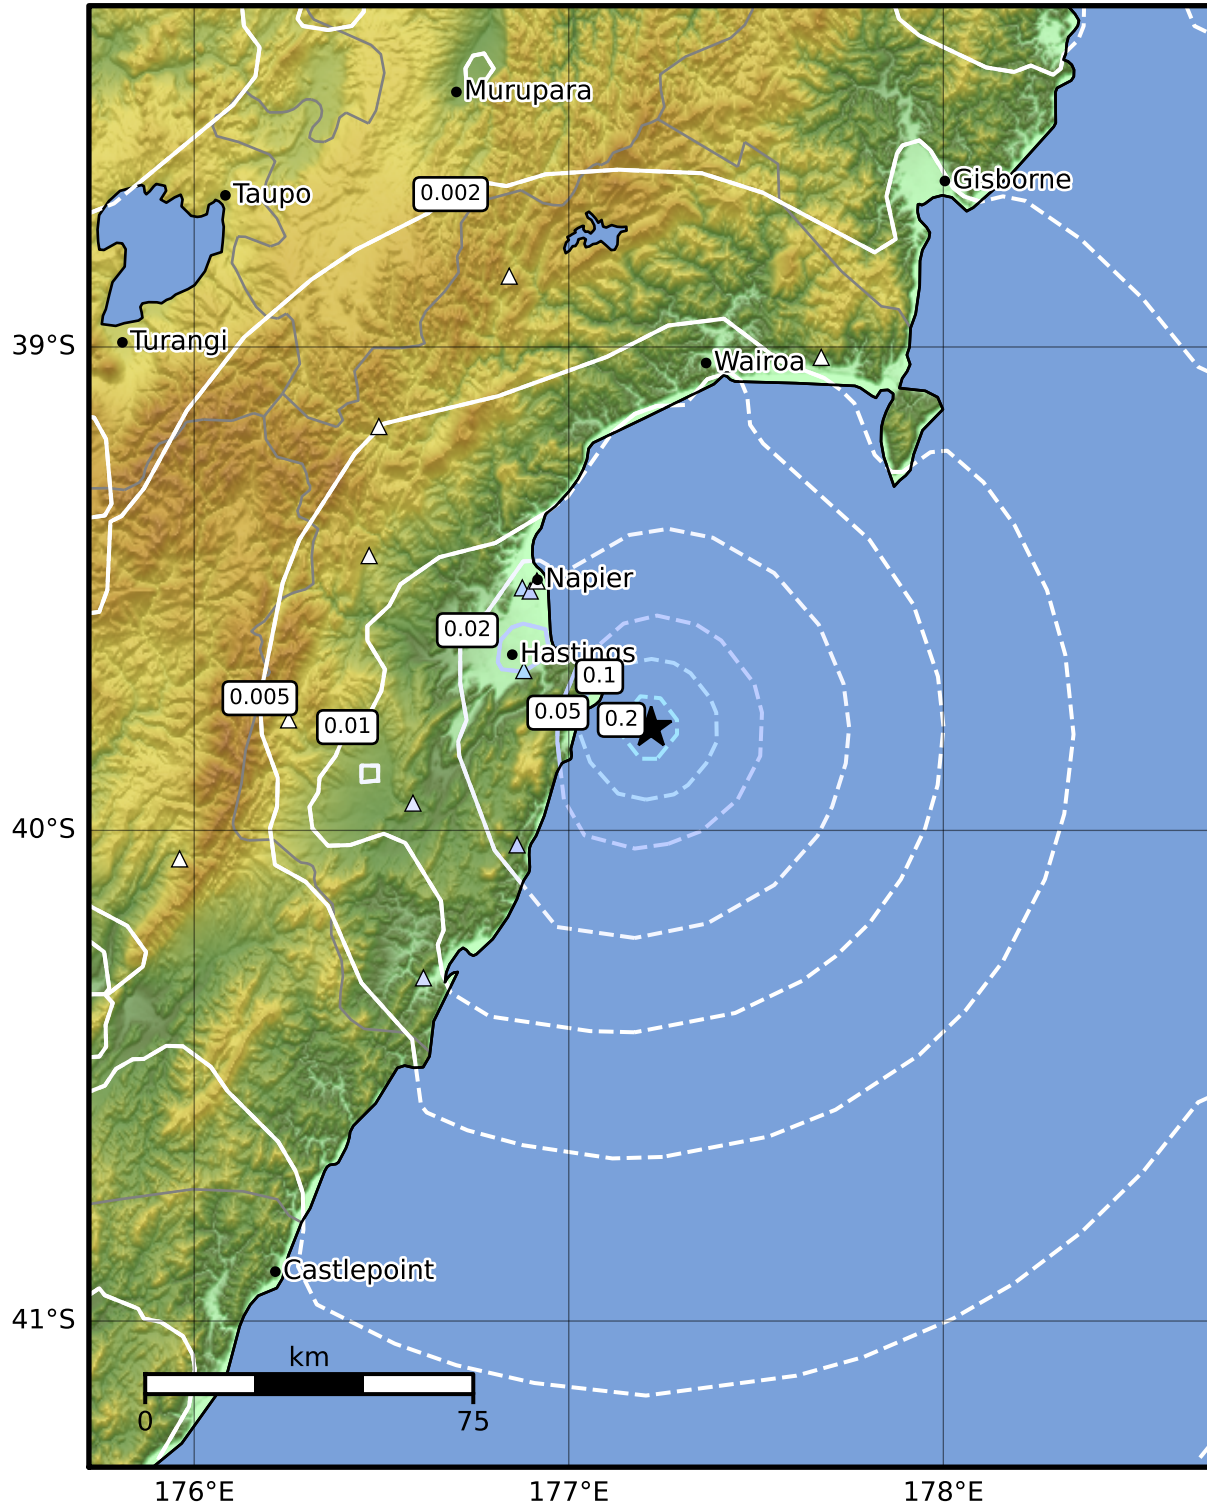 Murupara
Taupo
0.002
Gisborne
39°S
Turangi
Wairoa
Napier
0.02
Hastings
0.1
0.005
0.01
0.05
0.2
40°S
Castlepoint
41°S
km
0 75
176°E 177°E 178°E